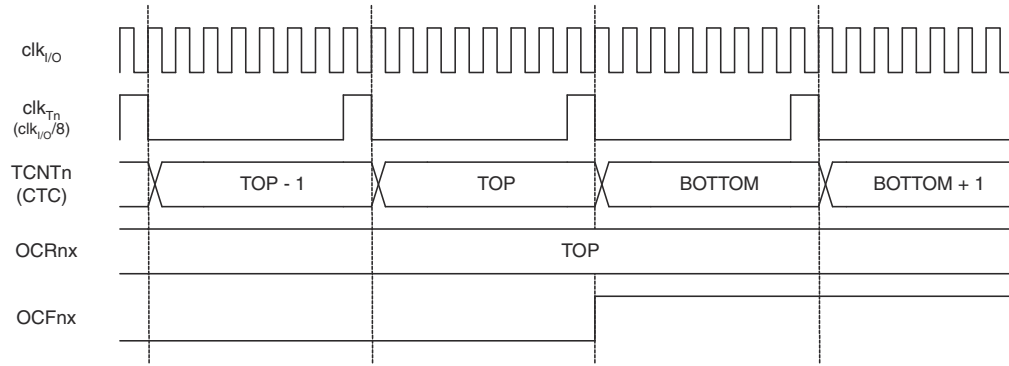 clkI/O
clkTn
(clkI/O/8)
TCNTn
(CTC)
TOP - 1
TOP
BOTTOM
BOTTOM + 1
OCRnx
TOP
OCFnx